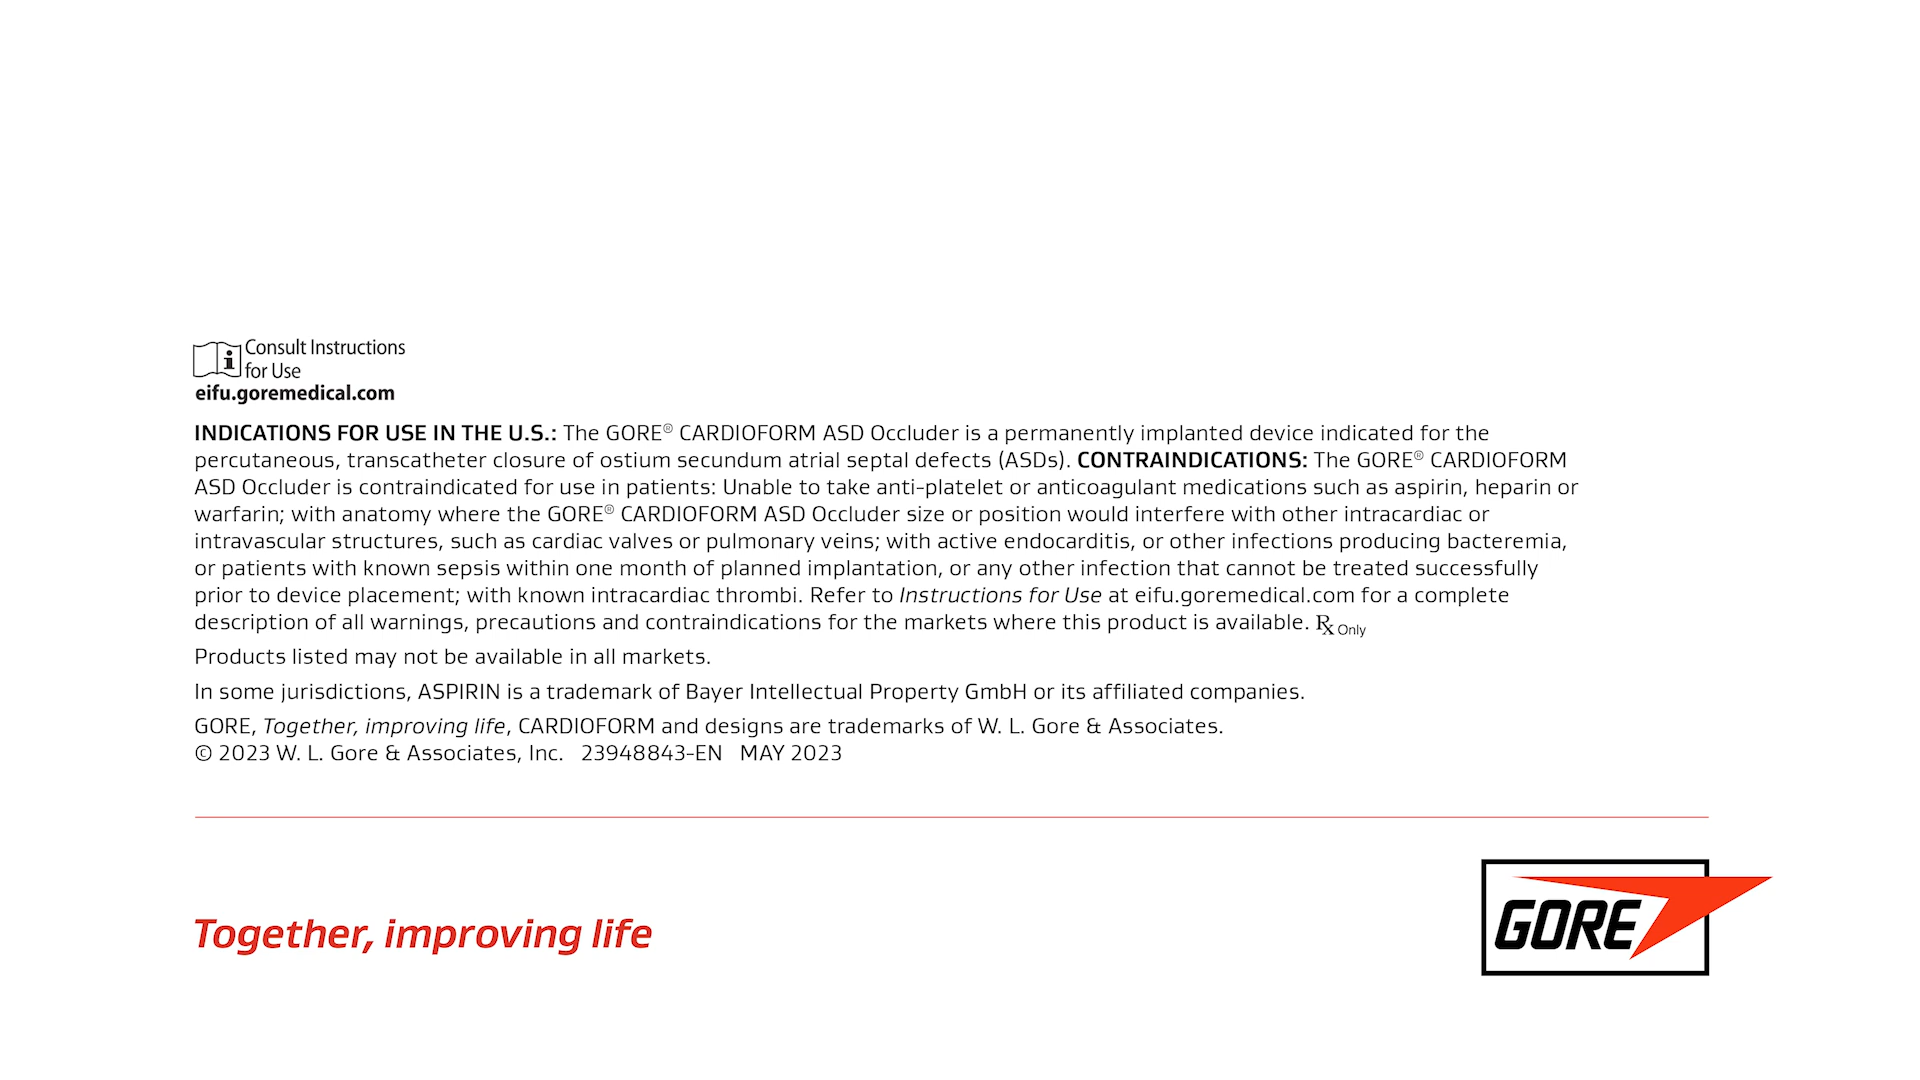 Consult Instructions
for Use
eifu.goremedical.com
INDICATIONS FOR USE IN THE U.S.: The GORE® CARDIOFORM ASD Occluder is a permanently implanted device indicated for the
percutaneous, transcatheter closure of ostium secundum atrial septal defects (ASDs). CONTRAINDICATIONS: The GORE® CARDIOFORM
ASD Occluder is contraindicated for use in patients: Unable to take anti-platelet or anticoagulant medications such as aspirin, heparin or
warfarin; with anatomy where the GORE® CARDIOFORM ASD Occluder size or position would interfere with other intracardiac or
intravascular structures, such as cardiac valves or pulmonary veins; with active endocarditis, or other infections producing bacteremia,
or patients with known sepsis within one month of planned implantation, or any other infection that cannot be treated successfully
prior to device placement; with known intracardiac thrombi. Refer to Instructions for Use at eifu.goremedical.com for a complete
description of all warnings, precautions and contraindications for the markets where this product is available. ℞ Only
Products listed may not be available in all markets.
In some jurisdictions, ASPIRIN is a trademark of Bayer Intellectual Property GmbH or its affiliated companies.
GORE, Together, improving life, CARDIOFORM and designs are trademarks of W. L. Gore & Associates.
© 2023 W. L. Gore & Associates, Inc. 23948843-EN MAY 2023
Together, improving life
GORE